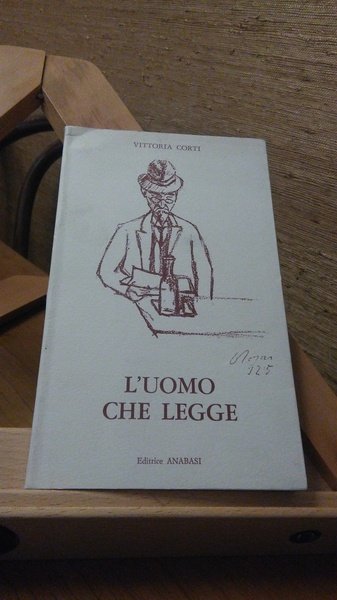 VITTORIA CORTI
L'UOMO
CHE LEGGE
Editrice ANABASI